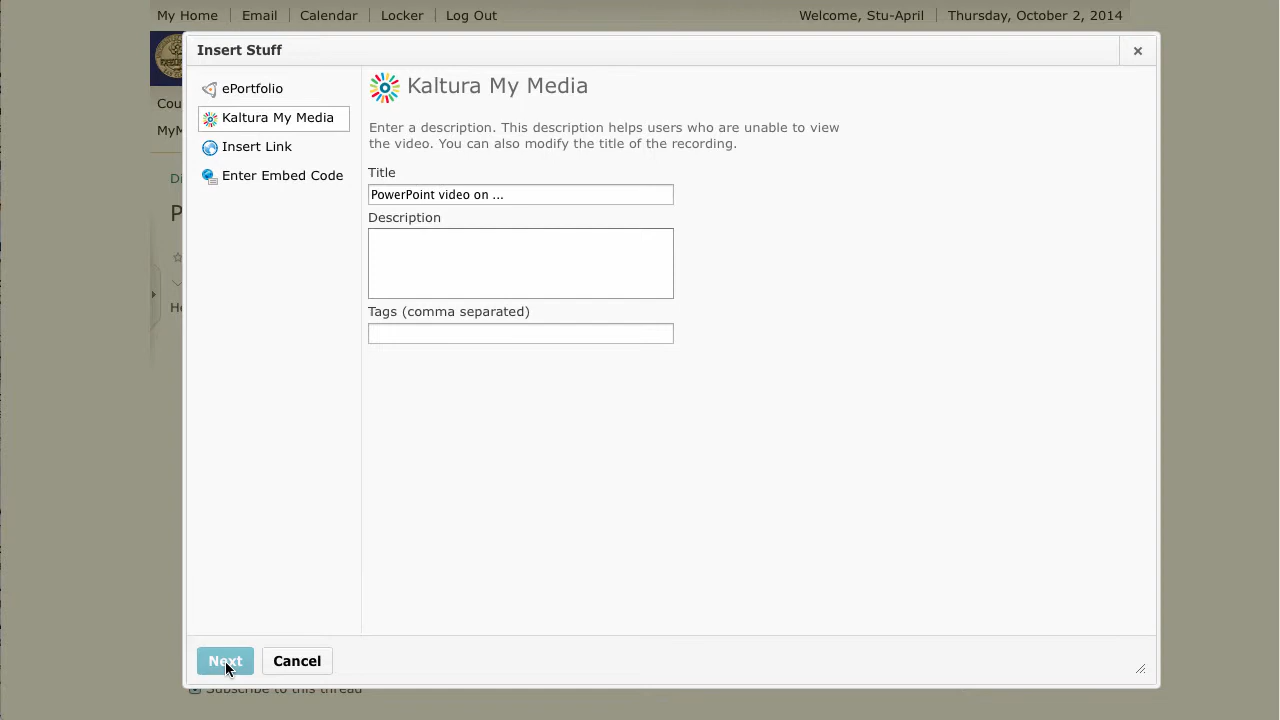 My Home Email Calendar Locker Log Out Welcome, Stu-April Thursday, October 2, 2014
Insert Stuff
ePortfolio
Kaltura My Media
Insert Link
Enter Embed Code
Kaltura My Media
Enter a description. This description helps users who are unable to view
the video. You can also modify the title of the recording.
Title
PowerPoint video on ...
Description
Tags (comma separated)
Next Cancel
Subscribe to this thread